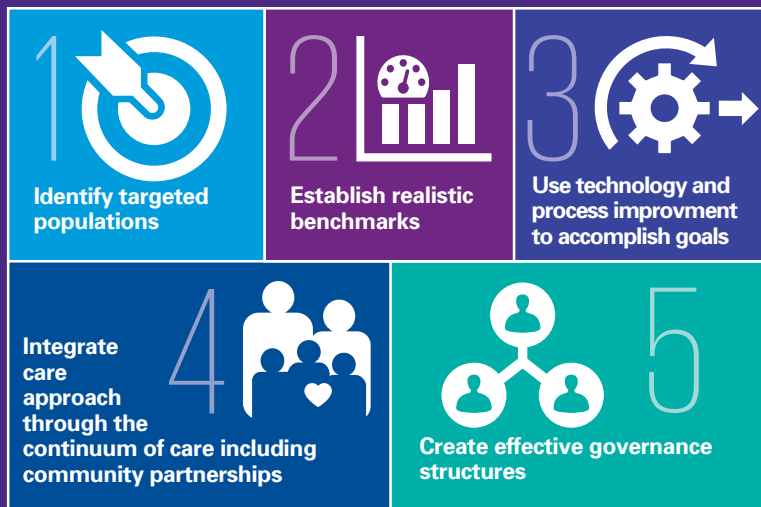 1
Identify targeted
populations
2
Establish realistic
benchmarks
3
Use technology and
process improvment
to accomplish goals
4
Integrate
care
approach
through the
continuum of care including
community partnerships
5
Create effective governance
structures